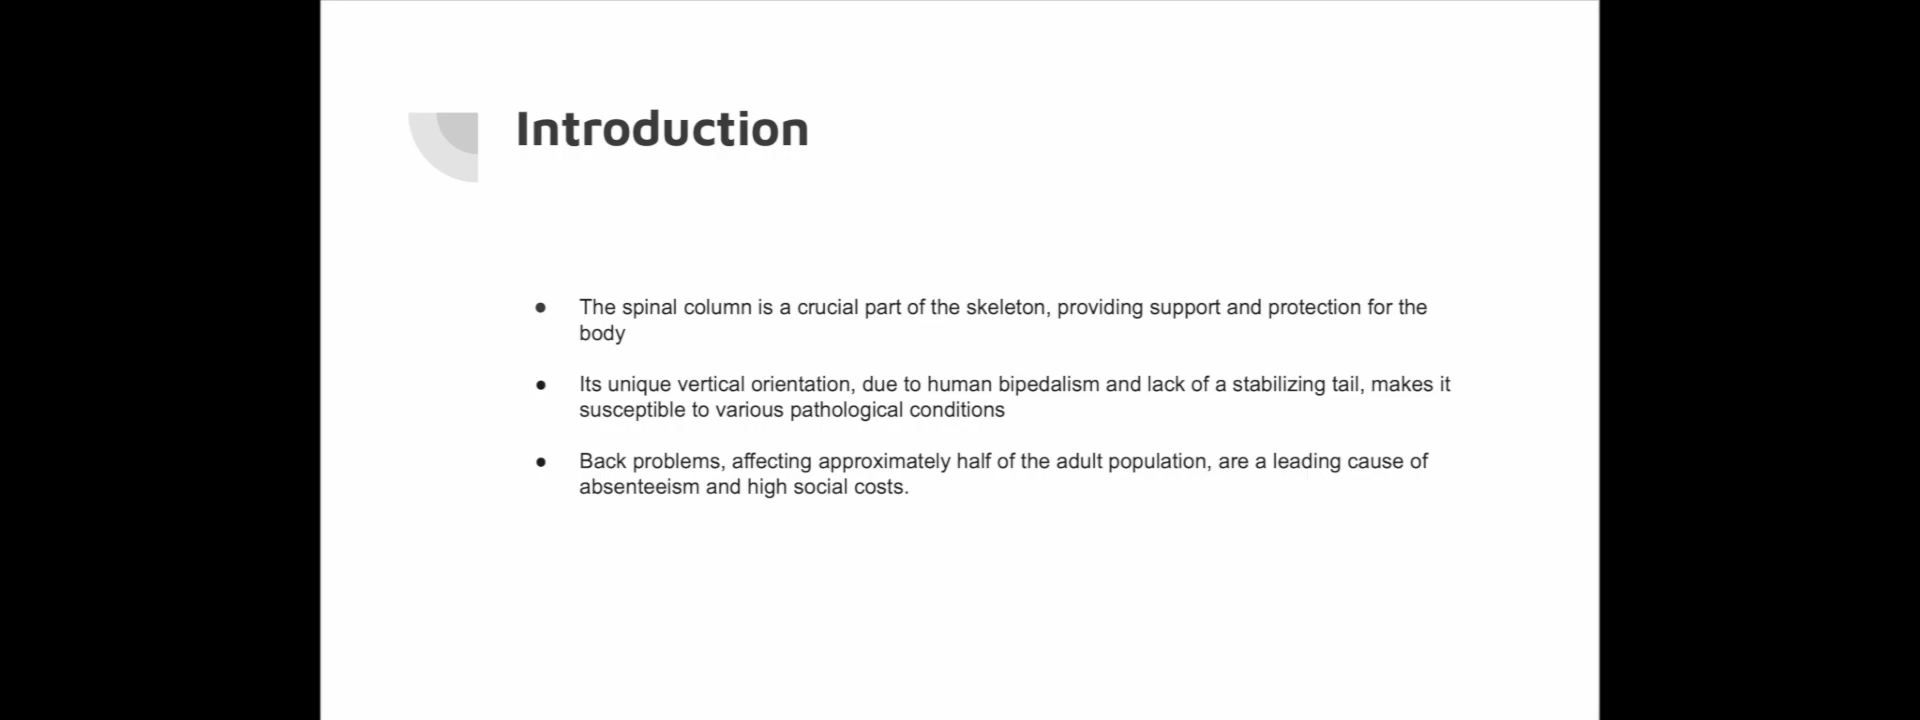 Introduction
● The spinal column is a crucial part of the skeleton, providing support and protection for the
body
● Its unique vertical orientation, due to human bipedalism and lack of a stabilizing tail, makes it
susceptible to various pathological conditions
● Back problems, affecting approximately half of the adult population, are a leading cause of
absenteeism and high social costs.